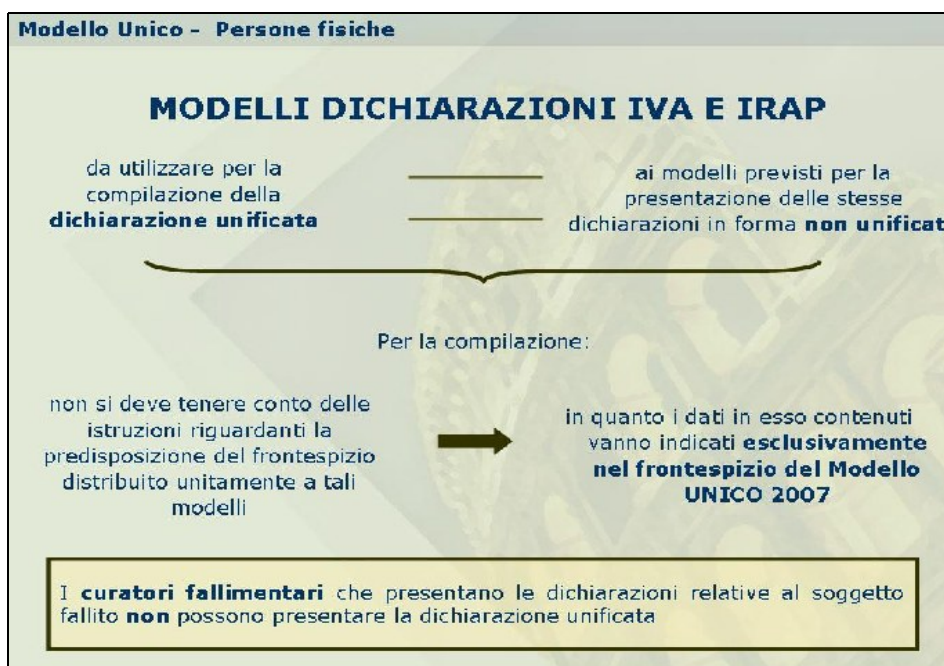 Modello Unico - Persone fisiche
MODELLI DICHIARAZIONI IVA E IRAP
da utilizzare per la
compilazione della
dichiarazione unificata
ai modelli previsti per la
presentazione delle stesse
dichiarazioni in forma non unificat
Per la compilazione:
non si deve tenere conto delle
istruzioni riguardanti la
predisposizione del frontespizio
distribuito unitamente a tali
modelli
in quanto i dati in esso contenuti
vanno indicati esclusivamente
nel frontespizio del Modello
UNICO 2007
I curatori fallimentari che presentano le dichiarazioni relative al soggetto
fallito non possono presentare la dichiarazione unificata